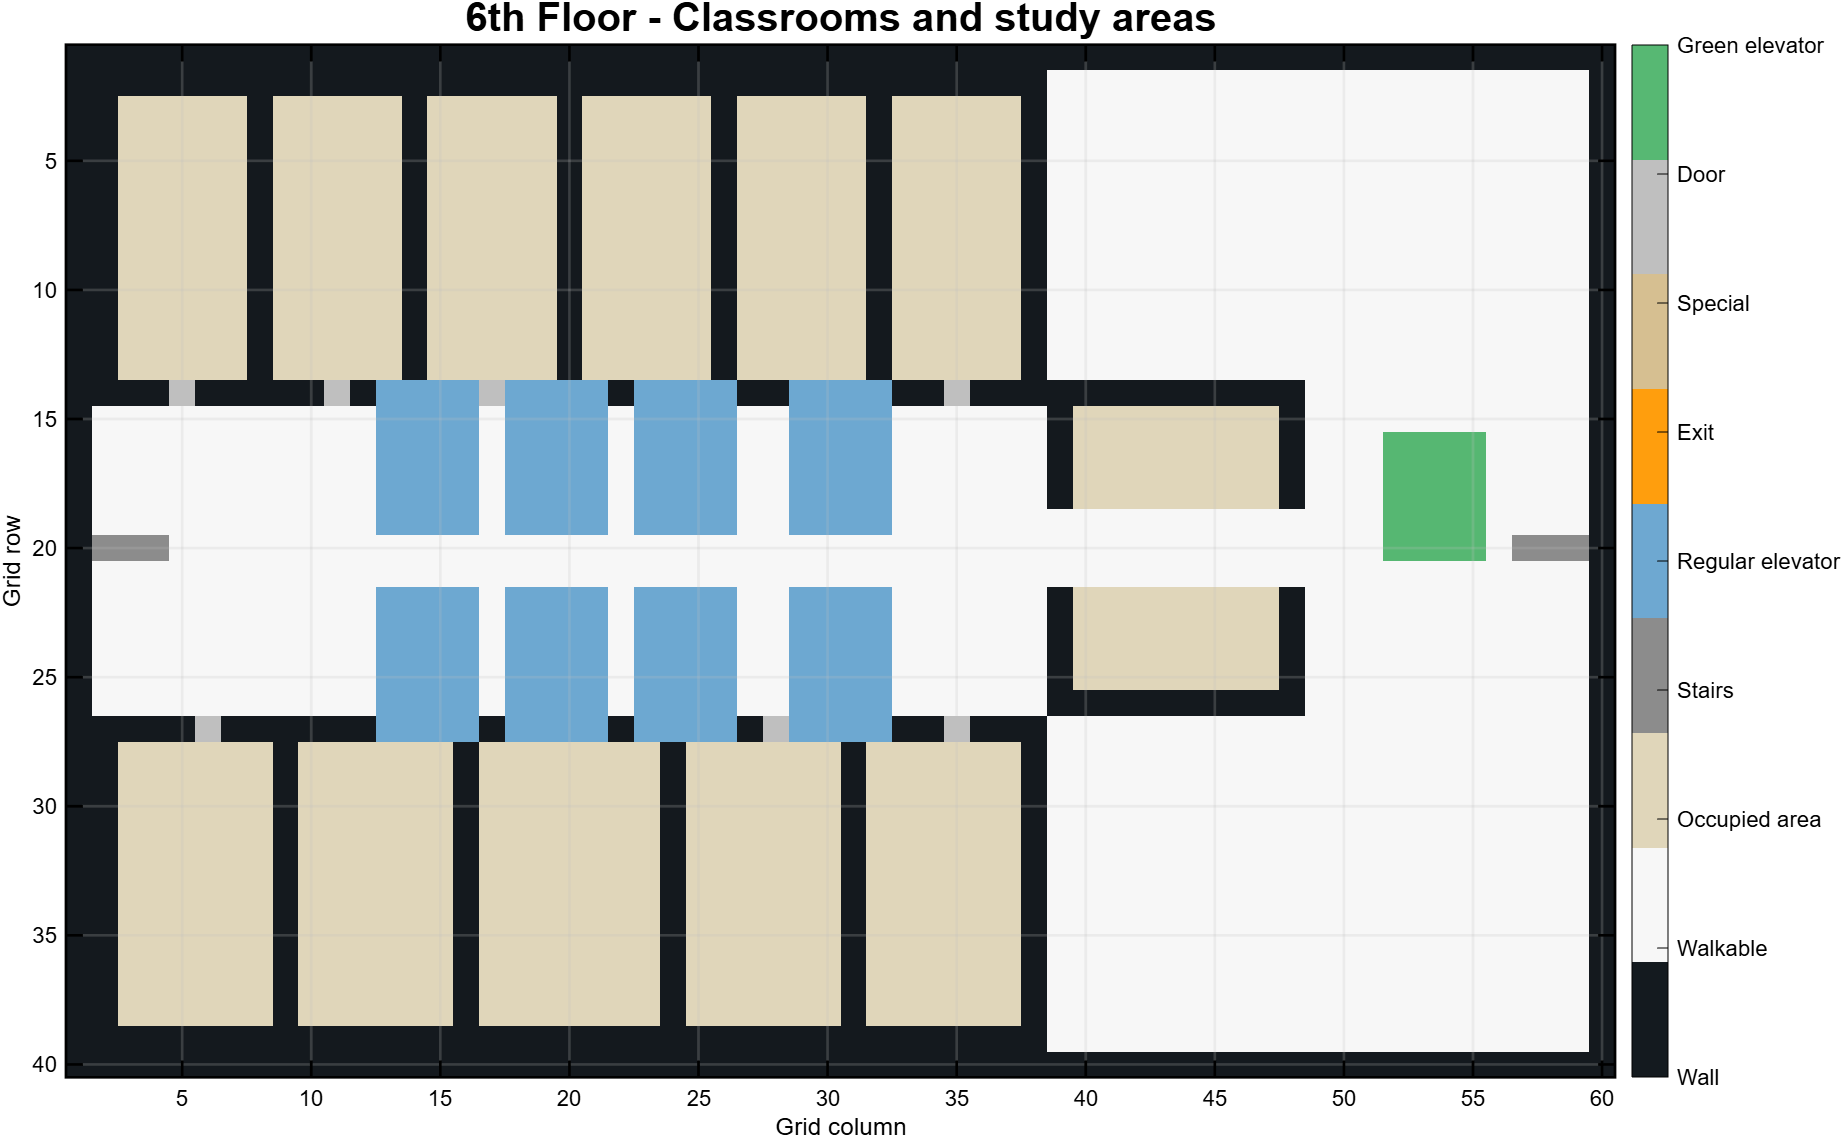 6th Floor - Classrooms and study areas
Green elevator
Door
Special
Exit
Regular elevator
Stairs
Occupied area
Walkable
Wall
Grid row
5
10
15
20
25
30
35
40
5 10 15 20 25 30 35 40 45 50 55 60
Grid column